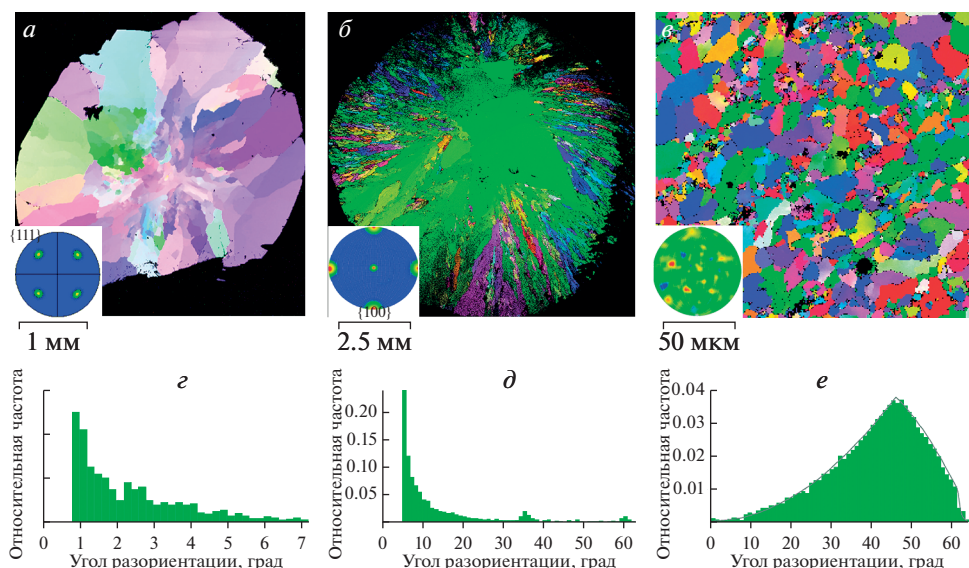 а
б
в
{111}
{100}
1 мм
2.5 мм
50 мкм
г
Относительная частота
0 1 2 3 4 5 6 7
Угол разориентации, град
д
Относительная частота
0.20
0.15
0.10
0.05
0 10 20 30 40 50 60
Угол разориентации, град
е
Относительная частота
0.04
0.03
0.02
0.01
0 10 20 30 40 50 60
Угол разориентации, град